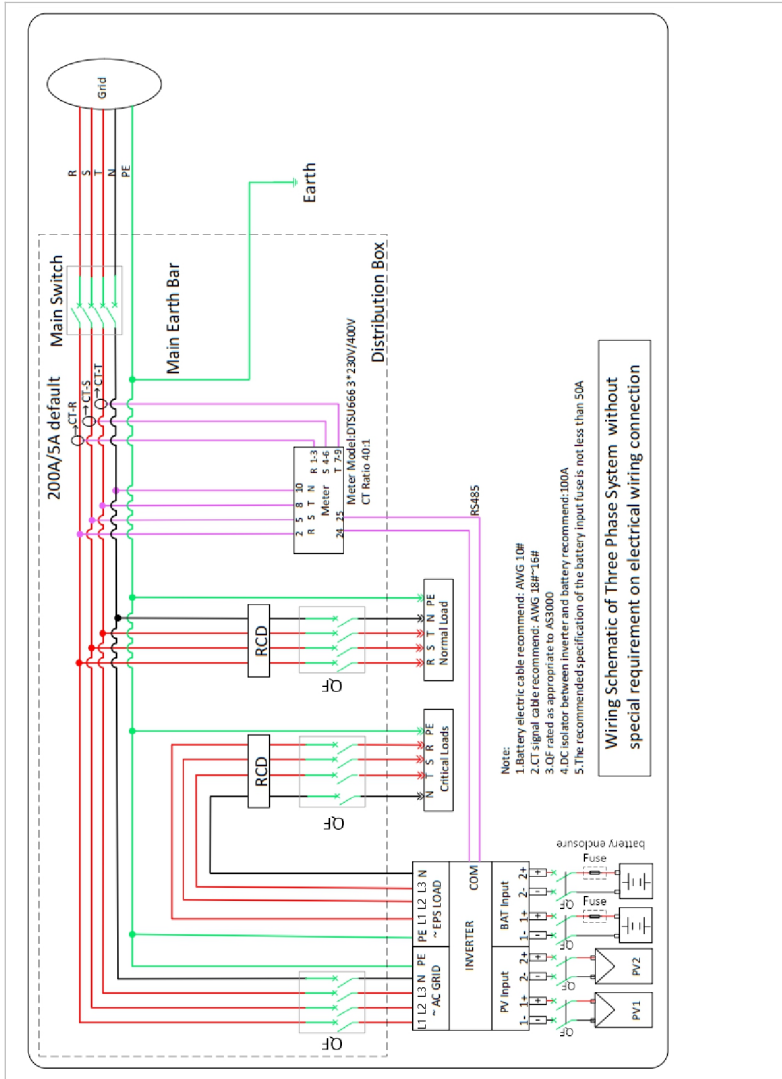 Grid
R
S
T
N
PE
Earth
Main Switch
Main Earth Bar
Distribution Box
200A/5A default
CT-R
CT-S
CT-T
2 5 8 10
R S T N
Meter
R 1-3
S 4-6
T 7-9
24 25
Meter Model:DTSU666 3*230V/400V
CT Ratio 40:1
RS485
RCD
QF
R S T N PE
Normal Load
RCD
QF
N T S R PE
Critical Loads
QF
L1 L2 L3 N PE
~ AC GRID
PE L1 L2 L3 N
~ EPS LOAD
INVERTER
COM
PV Input
1- 1+ 2- 2+
BAT Input
1- 1+ 2- 2+
- + - + - + - +
QF
QF
QF
QF
Fuse
Fuse
battery enclosure
PV1
PV2
Note:
1.Battery electric cable recommend: AWG 10#
2.CT signal cable recommend: AWG 18#~16#
3.QF rated as appropriate to AS3000
4.DC isolator between inverter and battery recommend:100A
5.The recommended specification of the battery input fuse is not less than 50A
Wiring Schematic of Three Phase System without
special requirement on electrical wiring connection